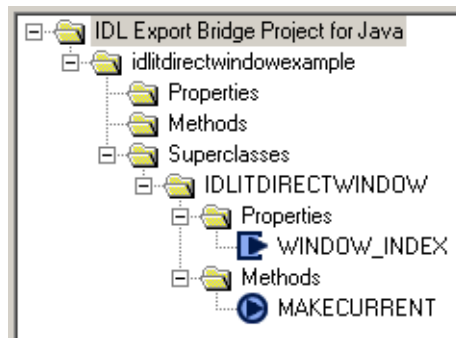 IDL Export Bridge Project for Java
idlitdirectwindowexample
Properties
Methods
Superclasses
IDLITDIRECTWINDOW
Properties
WINDOW_INDEX
Methods
MAKECURRENT